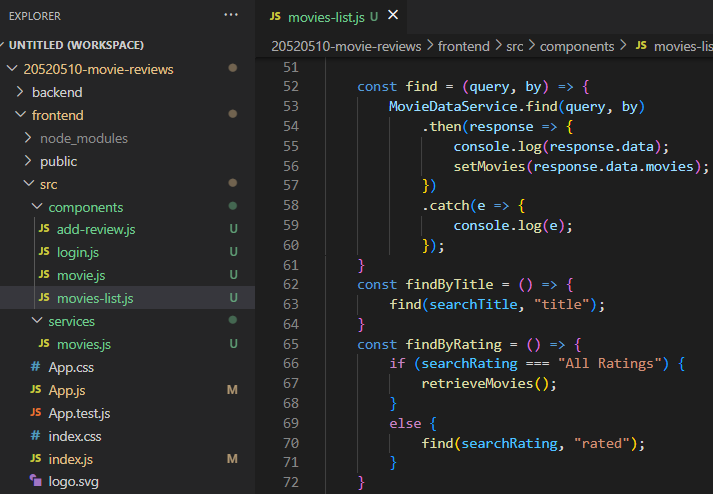 EXPLORER
UNTITLED (WORKSPACE)
20520510-movie-reviews
backend
frontend
node_modules
public
src
components
JS add-review.js U
JS login.js U
JS movie.js U
JS movies-list.js U
services
JS movies.js U
# App.css
JS App.js M
JS App.test.js
# index.css
JS index.js M
logo.svg
JS movies-list.js U ×
20520510-movie-reviews > frontend > src > components > JS movies-lis
51
52 const find = (query, by) => {
53 MovieDataService.find(query, by)
54 .then(response => {
55 console.log(response.data);
56 setMovies(response.data.movies);
57 })
58 .catch(e => {
59 console.log(e);
60 });
61 }
62 const findByTitle = () => {
63 find(searchTitle, "title");
64 }
65 const findByRating = () => {
66 if (searchRating === "All Ratings") {
67 retrieveMovies();
68 }
69 else {
70 find(searchRating, "rated");
71 }
72 }